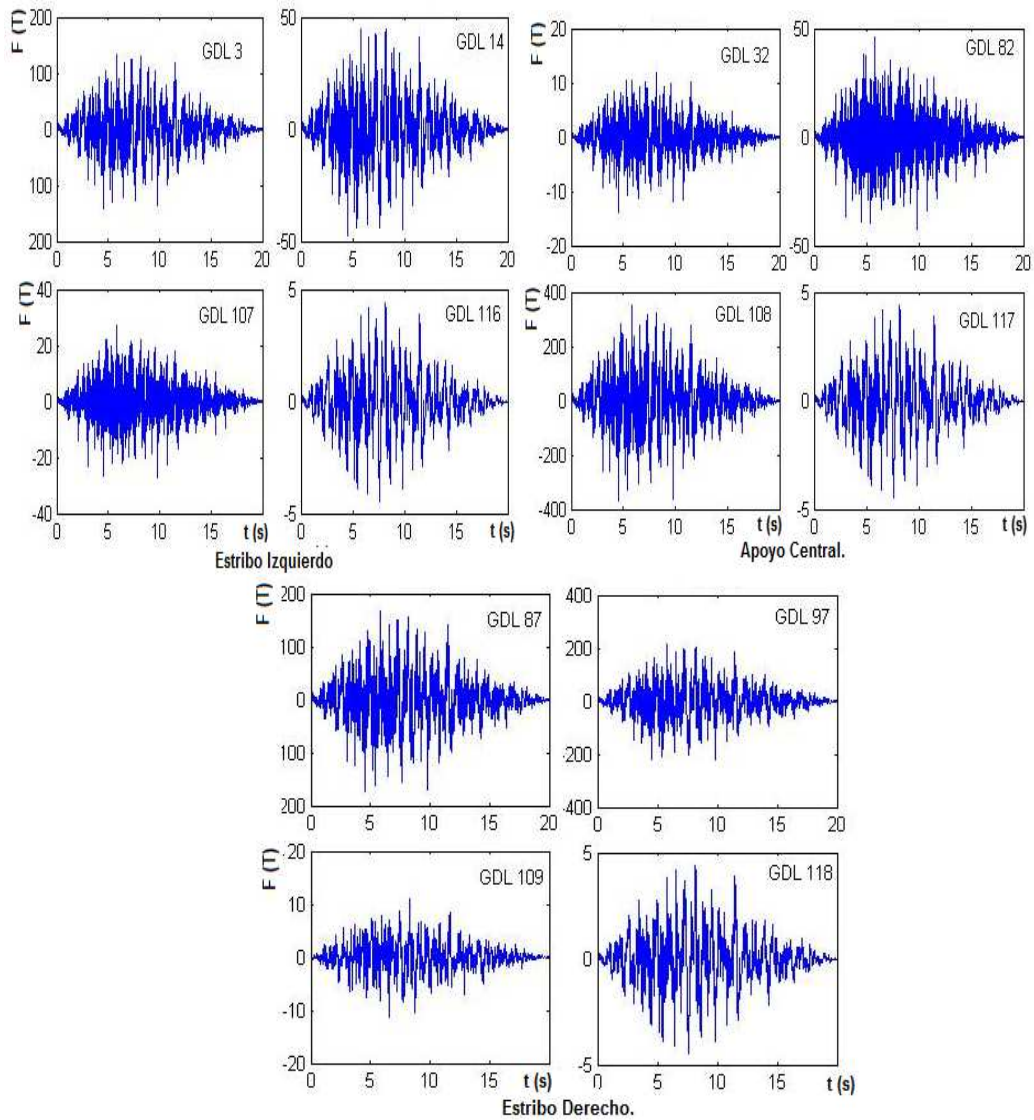 F (T)
200
100
0
100
200
GDL 3
0 5 10 15 20
50
0
-50
GDL 14
0 5 10 15 20
F (T)
40
20
0
-20
-40
GDL 107
0 5 10 15 t (s)
5
0
-5
GDL 116
0 5 10 15 20
Estribo Izquierdo
F (T)
20
10
0
-10
-20
GDL 32
0 5 10 15 20
50
0
-50
GDL 82
0 5 10 15 20
F (T)
400
200
0
-200
-400
GDL 108
0 5 10 15 t (s)
5
0
-5
GDL 117
0 5 10 15 t (s)
Apoyo Central.
F (T)
200
100
0
100
200
GDL 87
0 5 10 15 20
400
200
0
-200
-400
GDL 97
0 5 10 15 20
F (T)
20
10
0
-10
-20
GDL 109
0 5 10 15 t (s)
5
0
-5
GDL 118
0 5 10 15 t (s)
Estribo Derecho.